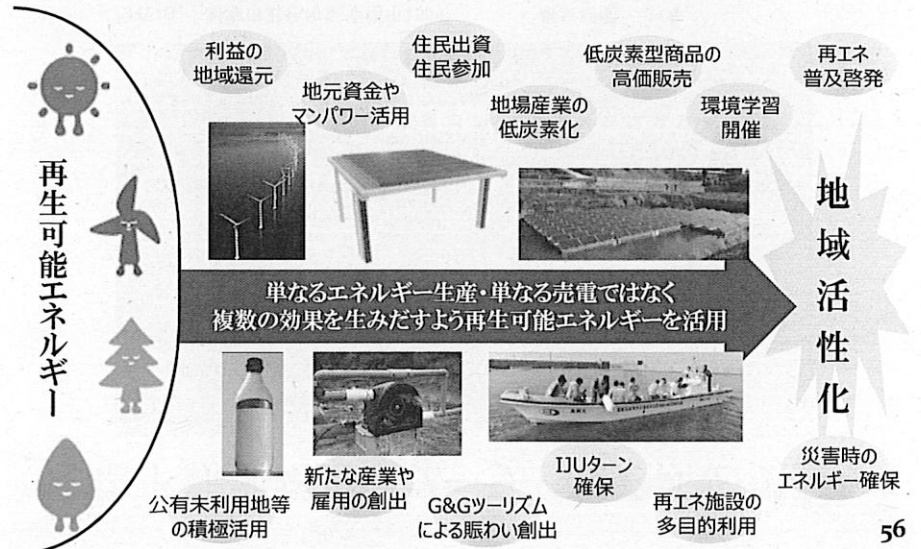 利益の
地域還元
地元資金や
マンパワー活用
住民出資
住民参加
地場産業の
低炭素化
低炭素型商品の
高価販売
環境学習
開催
再エネ
普及啓発
再生可能エネルギー
単なるエネルギー生産・単なる売電ではなく
複数の効果を生みだすよう再生可能エネルギーを活用
地域活性化
公有未利用地等
の積極活用
新たな産業や
雇用の創出
G&Gツーリズム
による賑わい創出
IJUターン
確保
再エネ施設の
多目的利用
災害時の
エネルギー確保
56